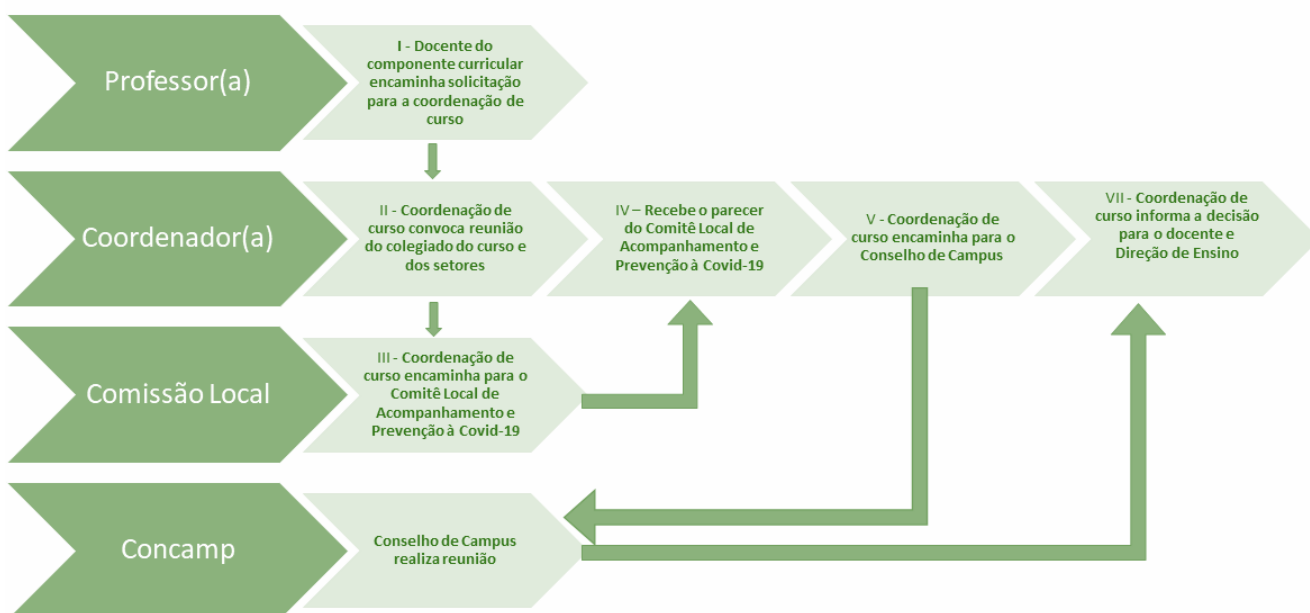 Professor(a)
I - Docente do
componente curricular
encaminha solicitação
para a coordenação de
curso
Coordenador(a)
II - Coordenação de
curso convoca reunião
do colegiado do curso e
dos setores
IV – Recebe o parecer
do Comitê Local de
Acompanhamento e
Prevenção à Covid-19
V - Coordenação de
curso encaminha para o
Conselho de Campus
VII - Coordenação de
curso informa a decisão
para o docente e
Direção de Ensino
Comissão Local
III - Coordenação de
curso encaminha para o
Comitê Local de
Acompanhamento e
Prevenção à Covid-19
Concamp
Conselho de Campus
realiza reunião